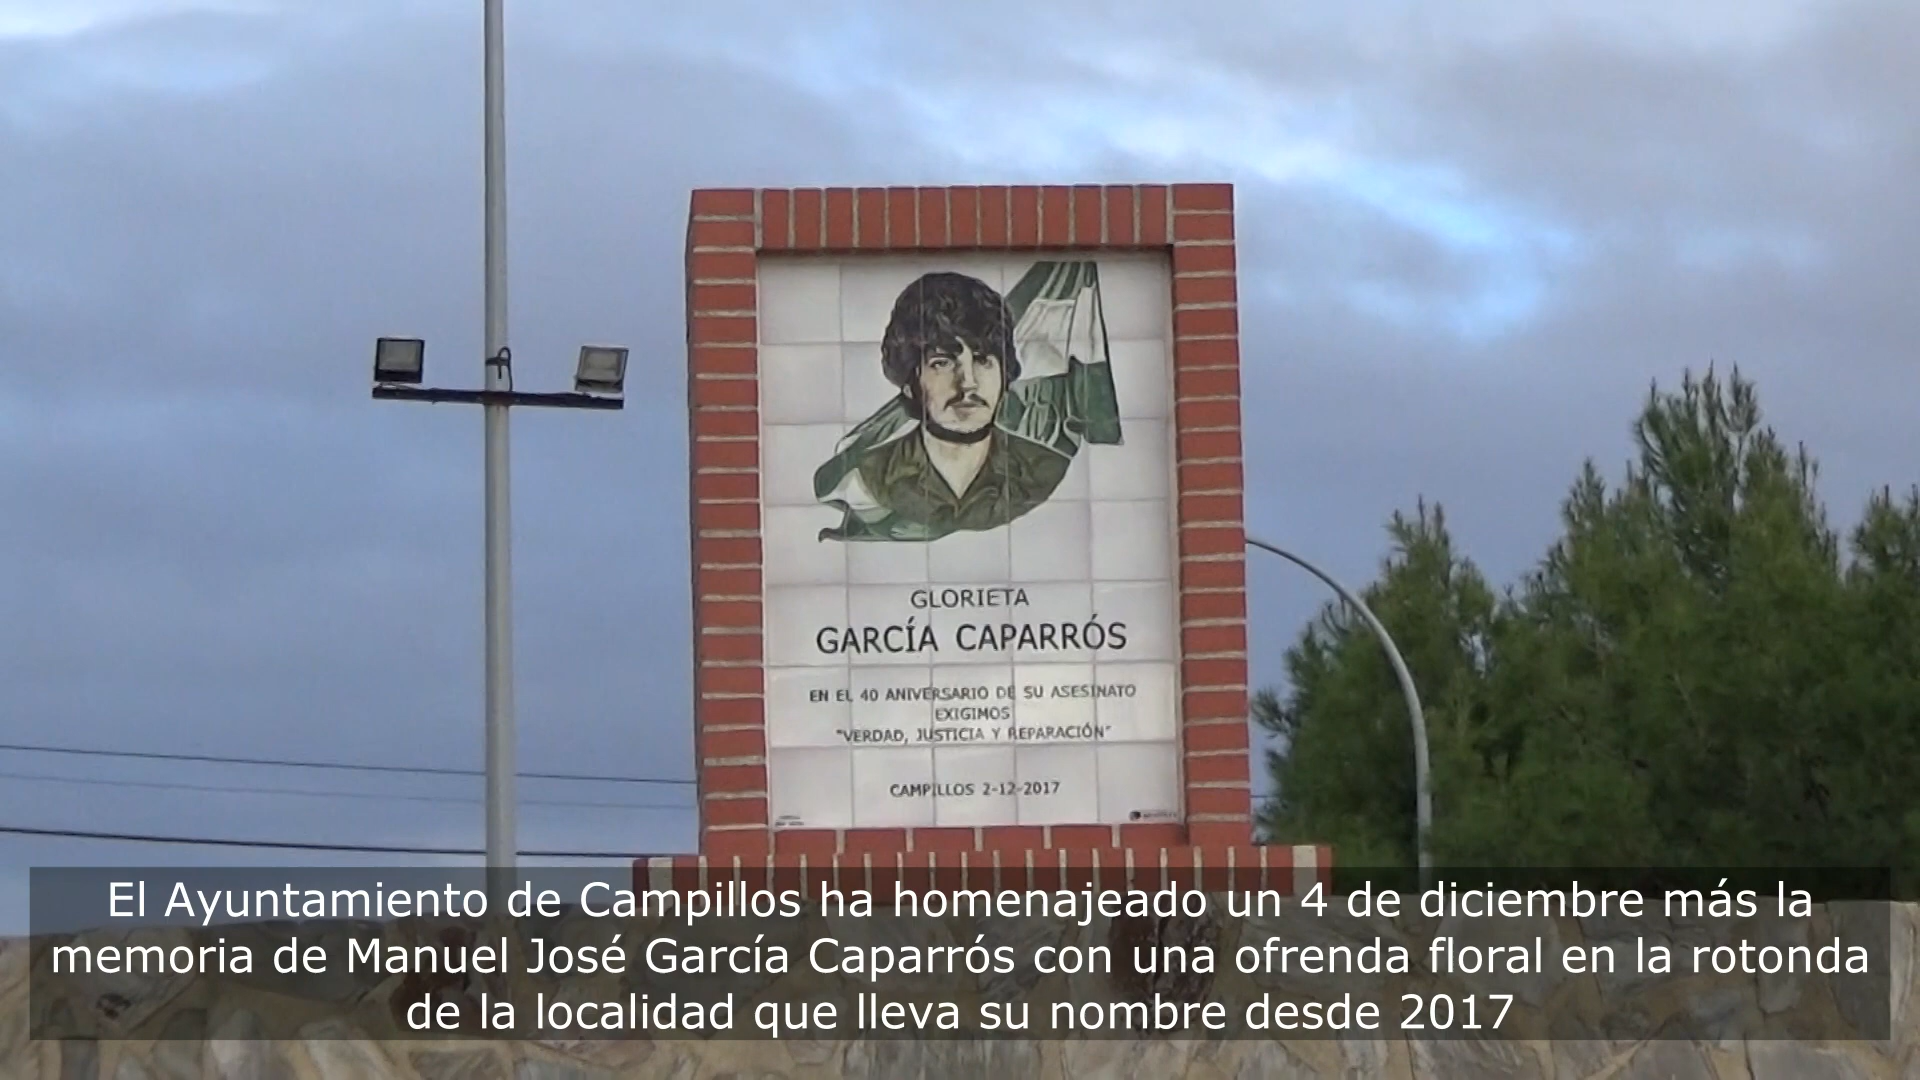 GLORIETA
GARCÍA CAPARRÓS
EN EL 40 ANIVERSARIO DE SU ASESINATO
EXIGIMOS
"VERDAD, JUSTICIA Y REPARACIÓN"
CAMPILLOS 2-12-2017
El Ayuntamiento de Campillos ha homenajeado un 4 de diciembre más la
memoria de Manuel José García Caparrós con una ofrenda floral en la rotonda
de la localidad que lleva su nombre desde 2017